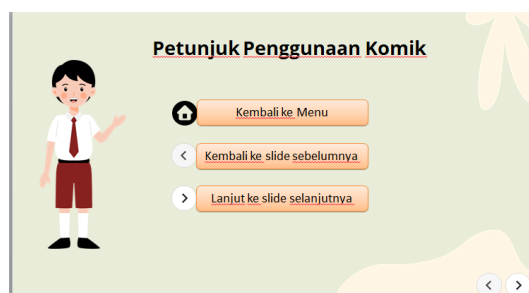 Petunjuk Penggunaan Komik
Kembali ke Menu
Kembali ke slide sebelumnya
Lanjut ke slide selanjutnya